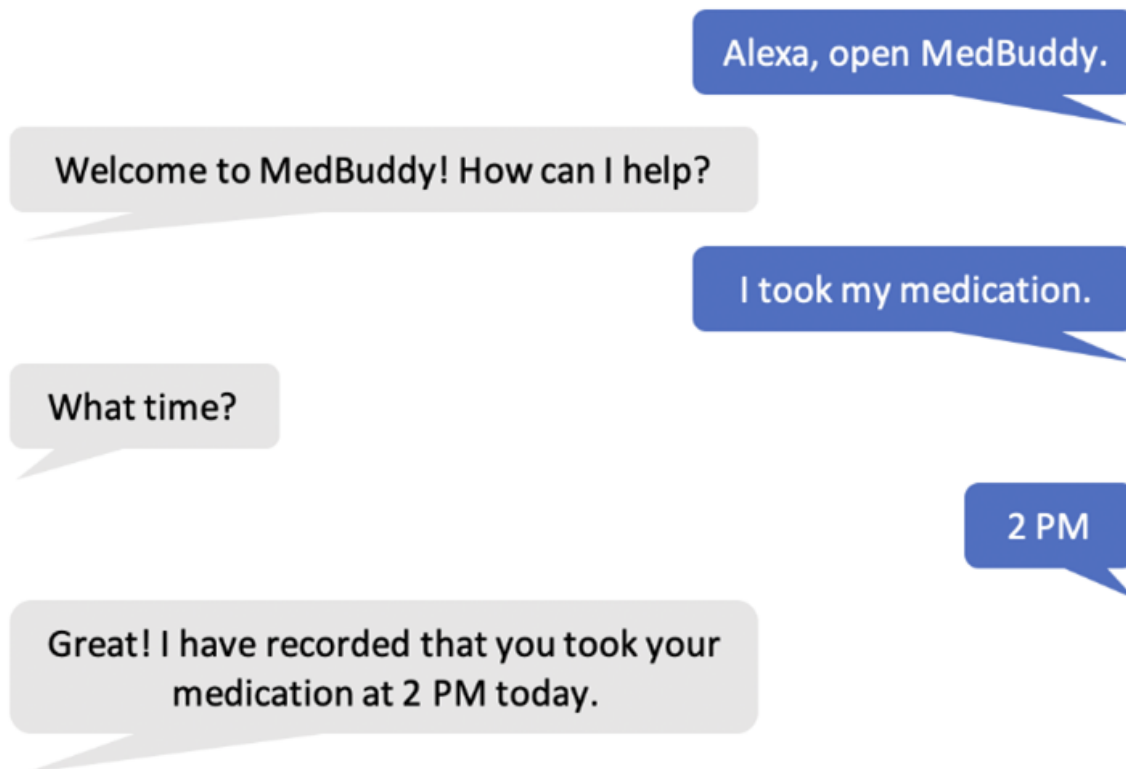 Alexa, open MedBuddy.
Welcome to MedBuddy! How can I help?
I took my medication.
What time?
2 PM
Great! I have recorded that you took your
medication at 2 PM today.